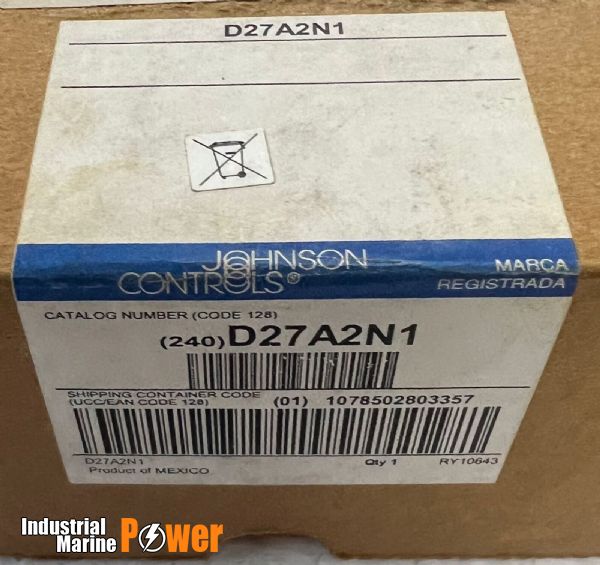 D27A2N1
JOHNSON
CONTROLS®
MARCA
REGISTRADA
CATALOG NUMBER (CODE 128)
(240) D27A2N1
SHIPPING CONTAINER CODE
(UCC/EAN CODE 128)
(01) 1078502803357
D27A2N1
Qty 1
RY10643
Product of MEXICO
Industrial
Marine Power